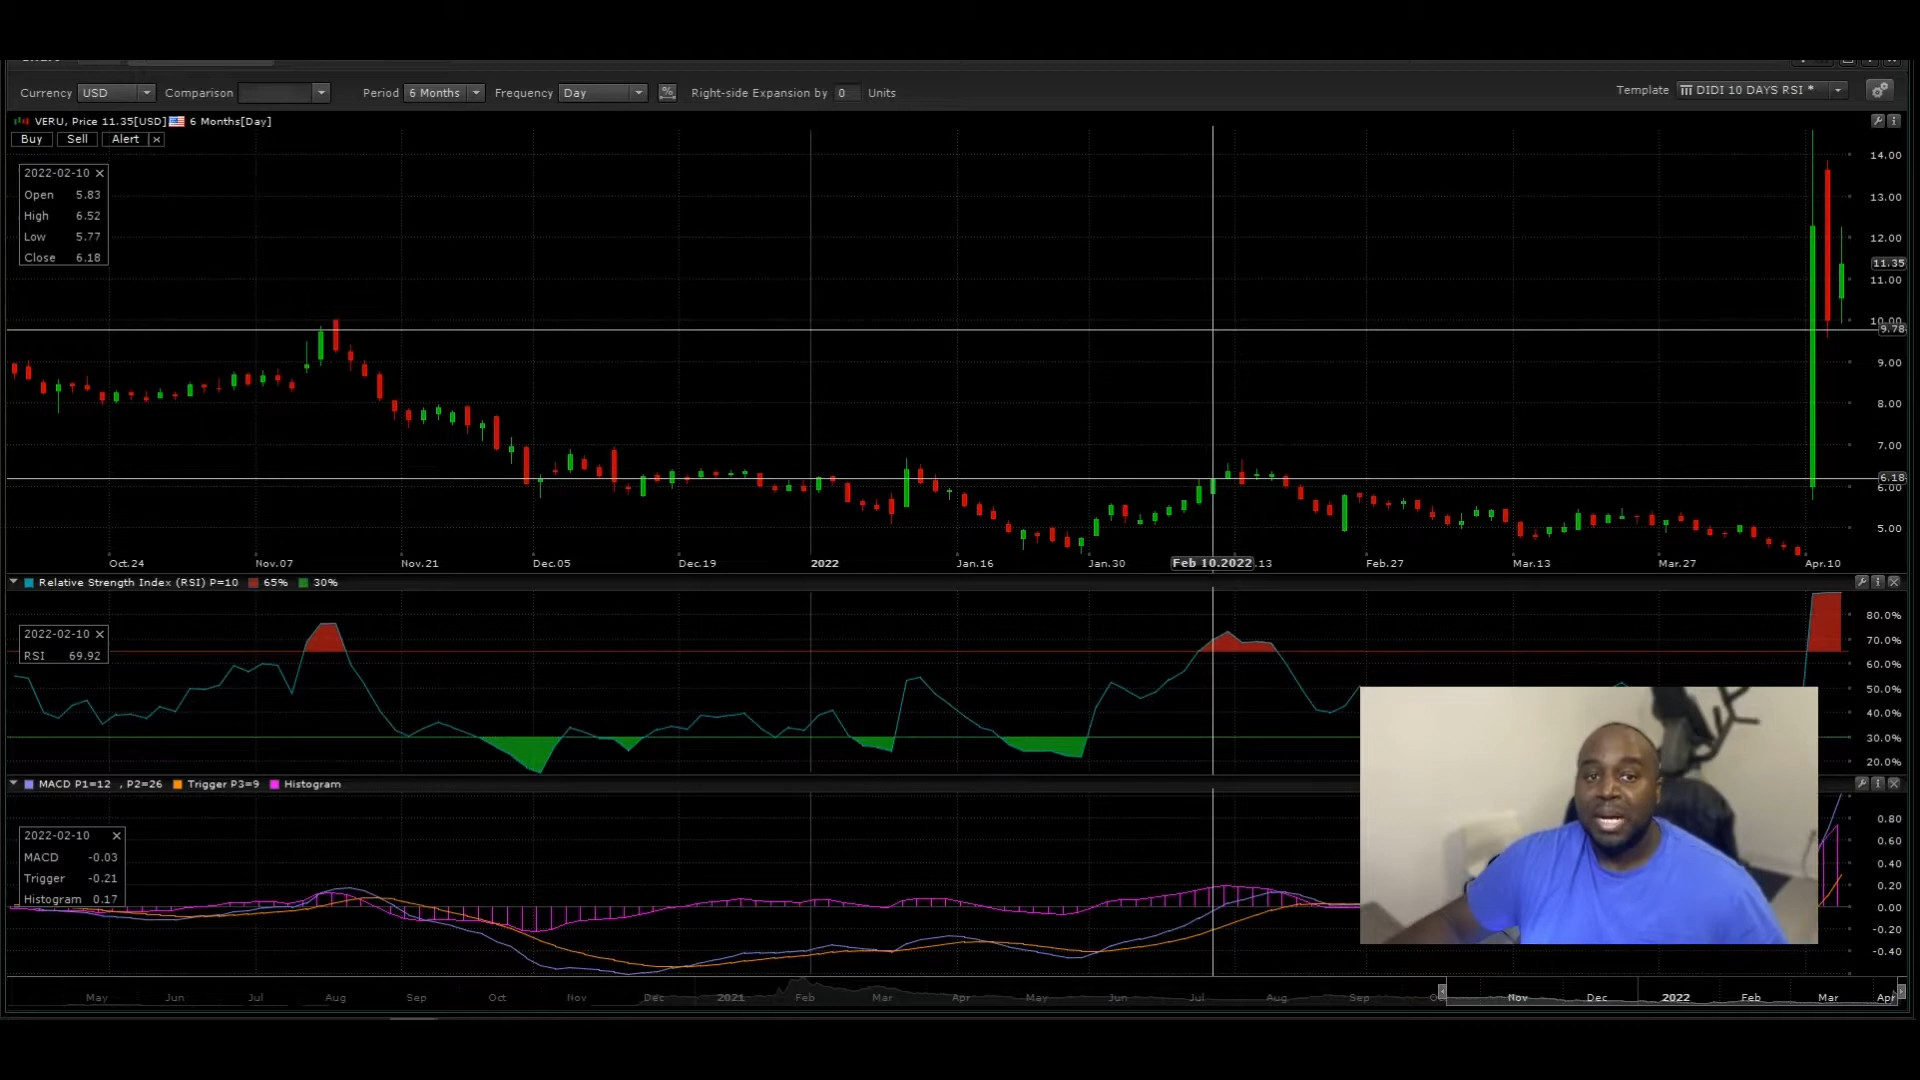 Currency USD Comparison Period 6 Months Frequency Day % Right-side Expansion by 0 Units Template DIDI 10 DAYS RSI *
VERU, Price 11.35[USD] 6 Months[Day]
Buy Sell Alert
2022-02-10
Open 5.83
High 6.52
Low 5.77
Close 6.18
14.00
13.00
12.00
11.35
11.00
10.00
9.78
9.00
8.00
7.00
6.18
6.00
5.00
Oct.24 Nov.07 Nov.21 Dec.05 Dec.19 2022 Jan.16 Jan.30 Feb 10.2022 .13 Feb.27 Mar.13 Mar.27 Apr.10
Relative Strength Index (RSI) P=10 65% 30%
2022-02-10
RSI 69.92
80.0%
70.0%
60.0%
50.0%
40.0%
30.0%
20.0%
MACD P1=12 , P2=26 Trigger P3=9 Histogram
2022-02-10
MACD -0.03
Trigger -0.21
Histogram 0.17
0.80
0.60
0.40
0.20
0.00
-0.20
-0.40
May Jun Jul Aug Sep Oct Nov Dec 2021 Feb Mar Apr May Jun Jul Aug Sep Nov Dec 2022 Feb Mar Apr